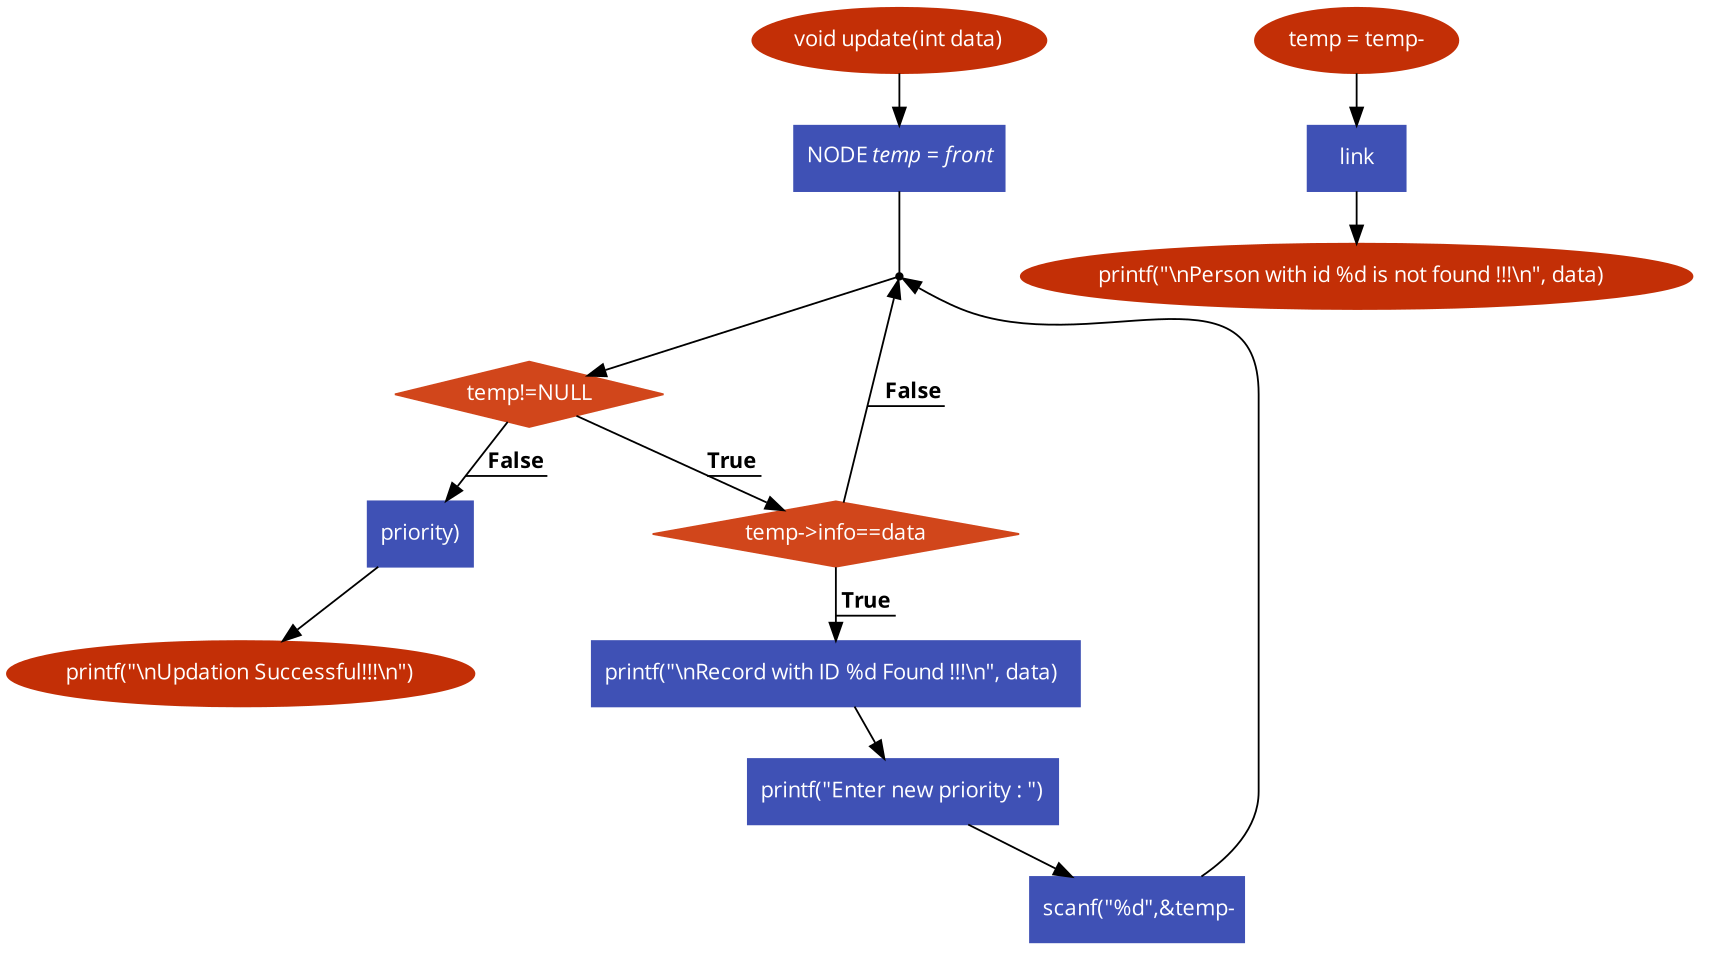 void update(int data)
temp = temp-
NODE temp = front
link
printf("\nPerson with id %d is not found !!!\n", data)
temp!=NULL
False
False
True
priority)
temp->info==data
True
printf("\nUpdation Successful!!!\n")
printf("\nRecord with ID %d Found !!!\n", data)
printf("Enter new priority : ")
scanf("%d",&temp-